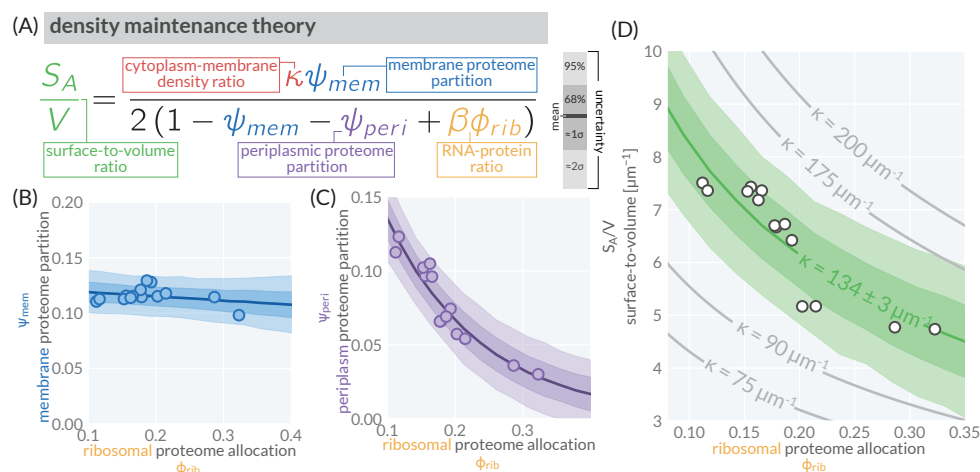 (A) density maintenance theory
S_A / V = κψ_mem / 2 (1 − ψ_mem − ψ_peri + βϕ_rib)
cytoplasm-membrane
density ratio
membrane proteome
partition
surface-to-volume
ratio
periplasmic proteome
partition
RNA-protein
ratio
95%
68%
mean
≈1σ
≈2σ
uncertainty
(B)
0.20
0.15
0.10
0.05
0.00
0.1
0.2
0.3
0.4
ψmem
membrane proteome partition
ribosomal proteome allocation
ϕrib
(C)
0.15
0.10
0.05
0.00
0.1
0.2
0.3
ψperi
periplasm proteome partition
ribosomal proteome allocation
ϕrib
(D)
10
9
8
7
6
5
4
3
0.10
0.15
0.20
0.25
0.30
0.35
SA/V
surface-to-volume [μm⁻¹]
κ = 200 μm⁻¹
κ = 175 μm⁻¹
κ = 134 ± 3 μm⁻¹
κ = 90 μm⁻¹
κ = 75 μm⁻¹
ribosomal proteome allocation
ϕrib